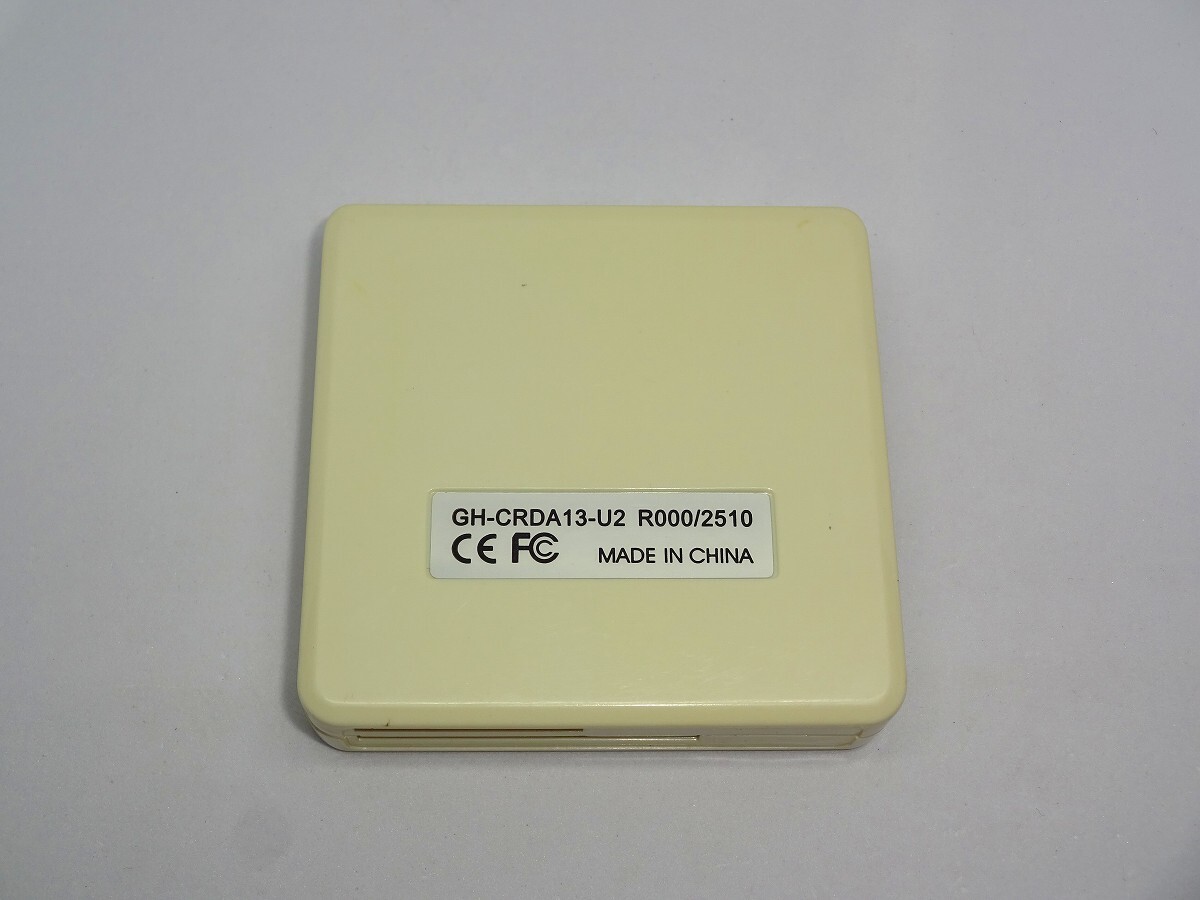 GH-CRDA13-U2 R000/2510
CE FC MADE IN CHINA